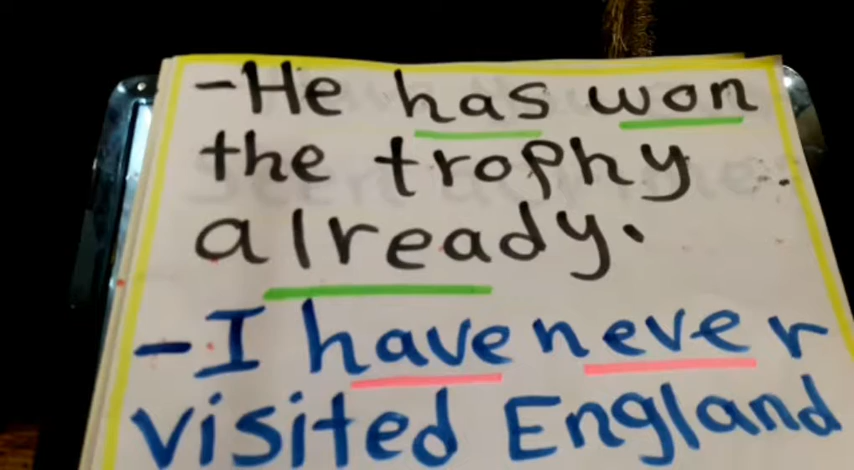 -He has won
the trophy
already.
-I have never
visited England